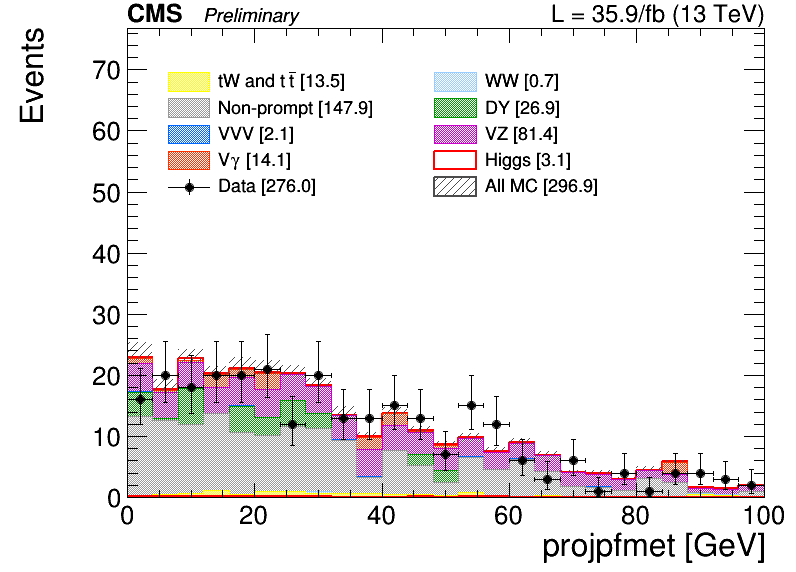 CMS Preliminary L = 35.9/fb (13 TeV)
Events
70
60
50
40
30
20
10
0
tW and t t̄ [13.5]
Non-prompt [147.9]
VVV [2.1]
Vγ [14.1]
Data [276.0]
WW [0.7]
DY [26.9]
VZ [81.4]
Higgs [3.1]
All MC [296.9]
0 20 40 60 80 100
projpfmet [GeV]